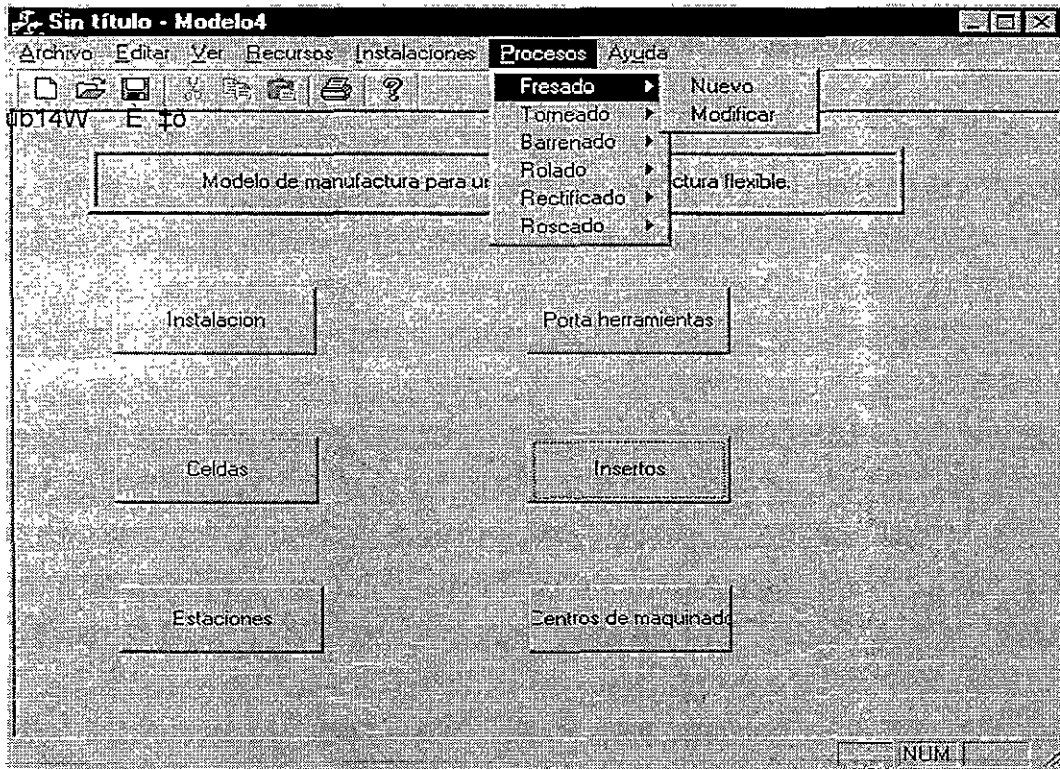 Sin título - Modelo4
Archivo Editar Ver Recursos Instalaciones Procesos Ayuda
Fresado Nuevo
Torneado Modificar
Barrenado
Rolado
Rectificado
Roscado
Modelo de manufactura para ctura flexible.
Instalacion Porta herramientas
Celdas Insertos
Estaciones Centros de maquinado
NUM